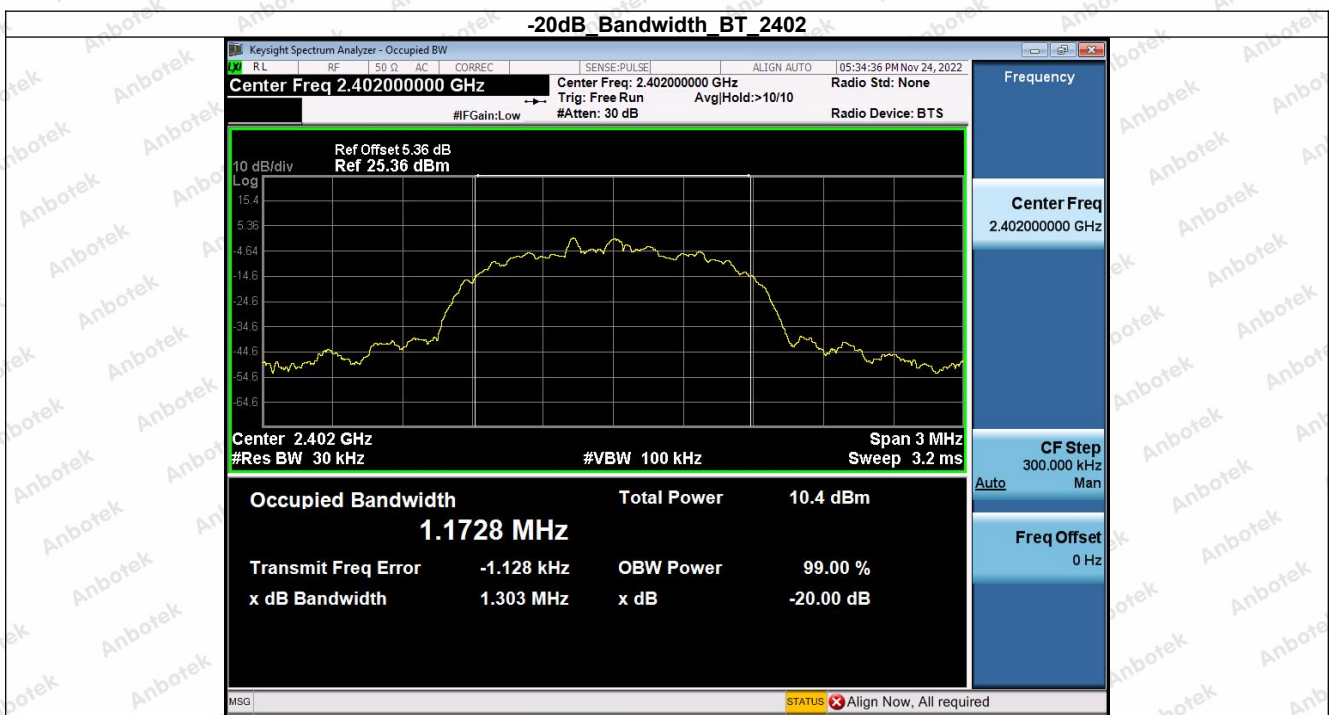 -20dB_Bandwidth_BT_2402
Keysight Spectrum Analyzer - Occupied BW
LXI RL RF 50 Ω AC CORREC SENSE:PULSE ALIGN AUTO 05:34:36 PM Nov 24, 2022
Center Freq 2.402000000 GHz
Center Freq: 2.402000000 GHz
Radio Std: None
Trig: Free Run Avg|Hold:>10/10
#IFGain:Low
#Atten: 30 dB
Radio Device: BTS
Frequency
Ref Offset 5.36 dB
10 dB/div Ref 25.36 dBm
Log
15.4
5.36
-4.64
-14.6
-24.6
-34.6
-44.6
-54.6
-64.6
Center 2.402 GHz Span 3 MHz
#Res BW 30 kHz #VBW 100 kHz Sweep 3.2 ms
Occupied Bandwidth Total Power 10.4 dBm
1.1728 MHz
Transmit Freq Error -1.128 kHz OBW Power 99.00 %
x dB Bandwidth 1.303 MHz x dB -20.00 dB
Center Freq
2.402000000 GHz
CF Step
300.000 kHz
Auto Man
Freq Offset
0 Hz
MSG STATUS Align Now, All required
Anbotek